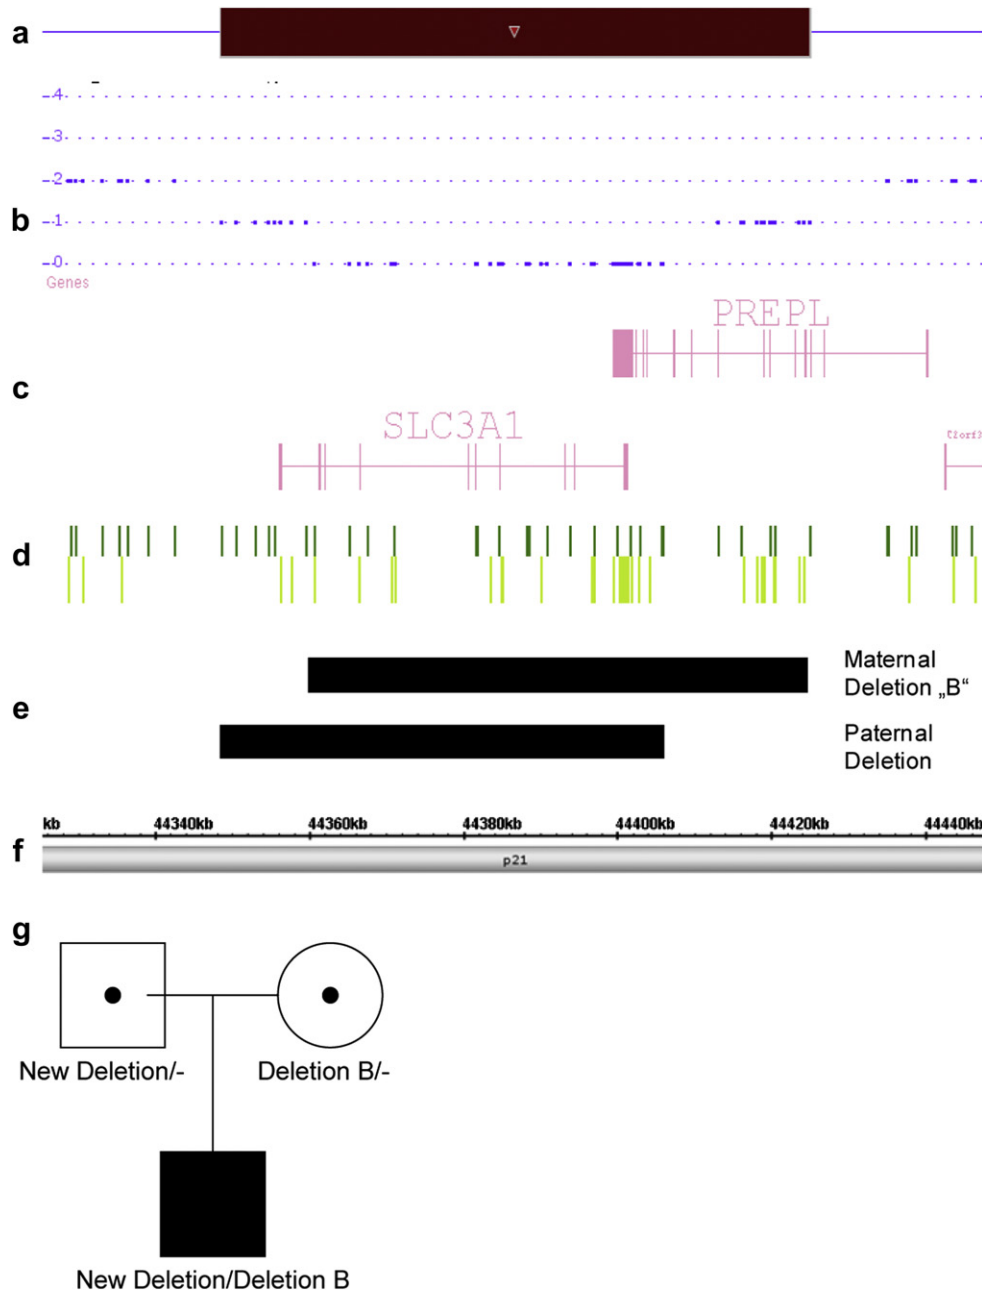 a
-4
-3
-2
b
-1
-0
Genes
PREPL
c
SLC3A1
d
Maternal
Deletion „B“
e
Paternal
Deletion
kb 44340kb 44360kb 44380kb 44400kb 44420kb 44440kb
f
p21
g
New Deletion/-
Deletion B/-
New Deletion/Deletion B